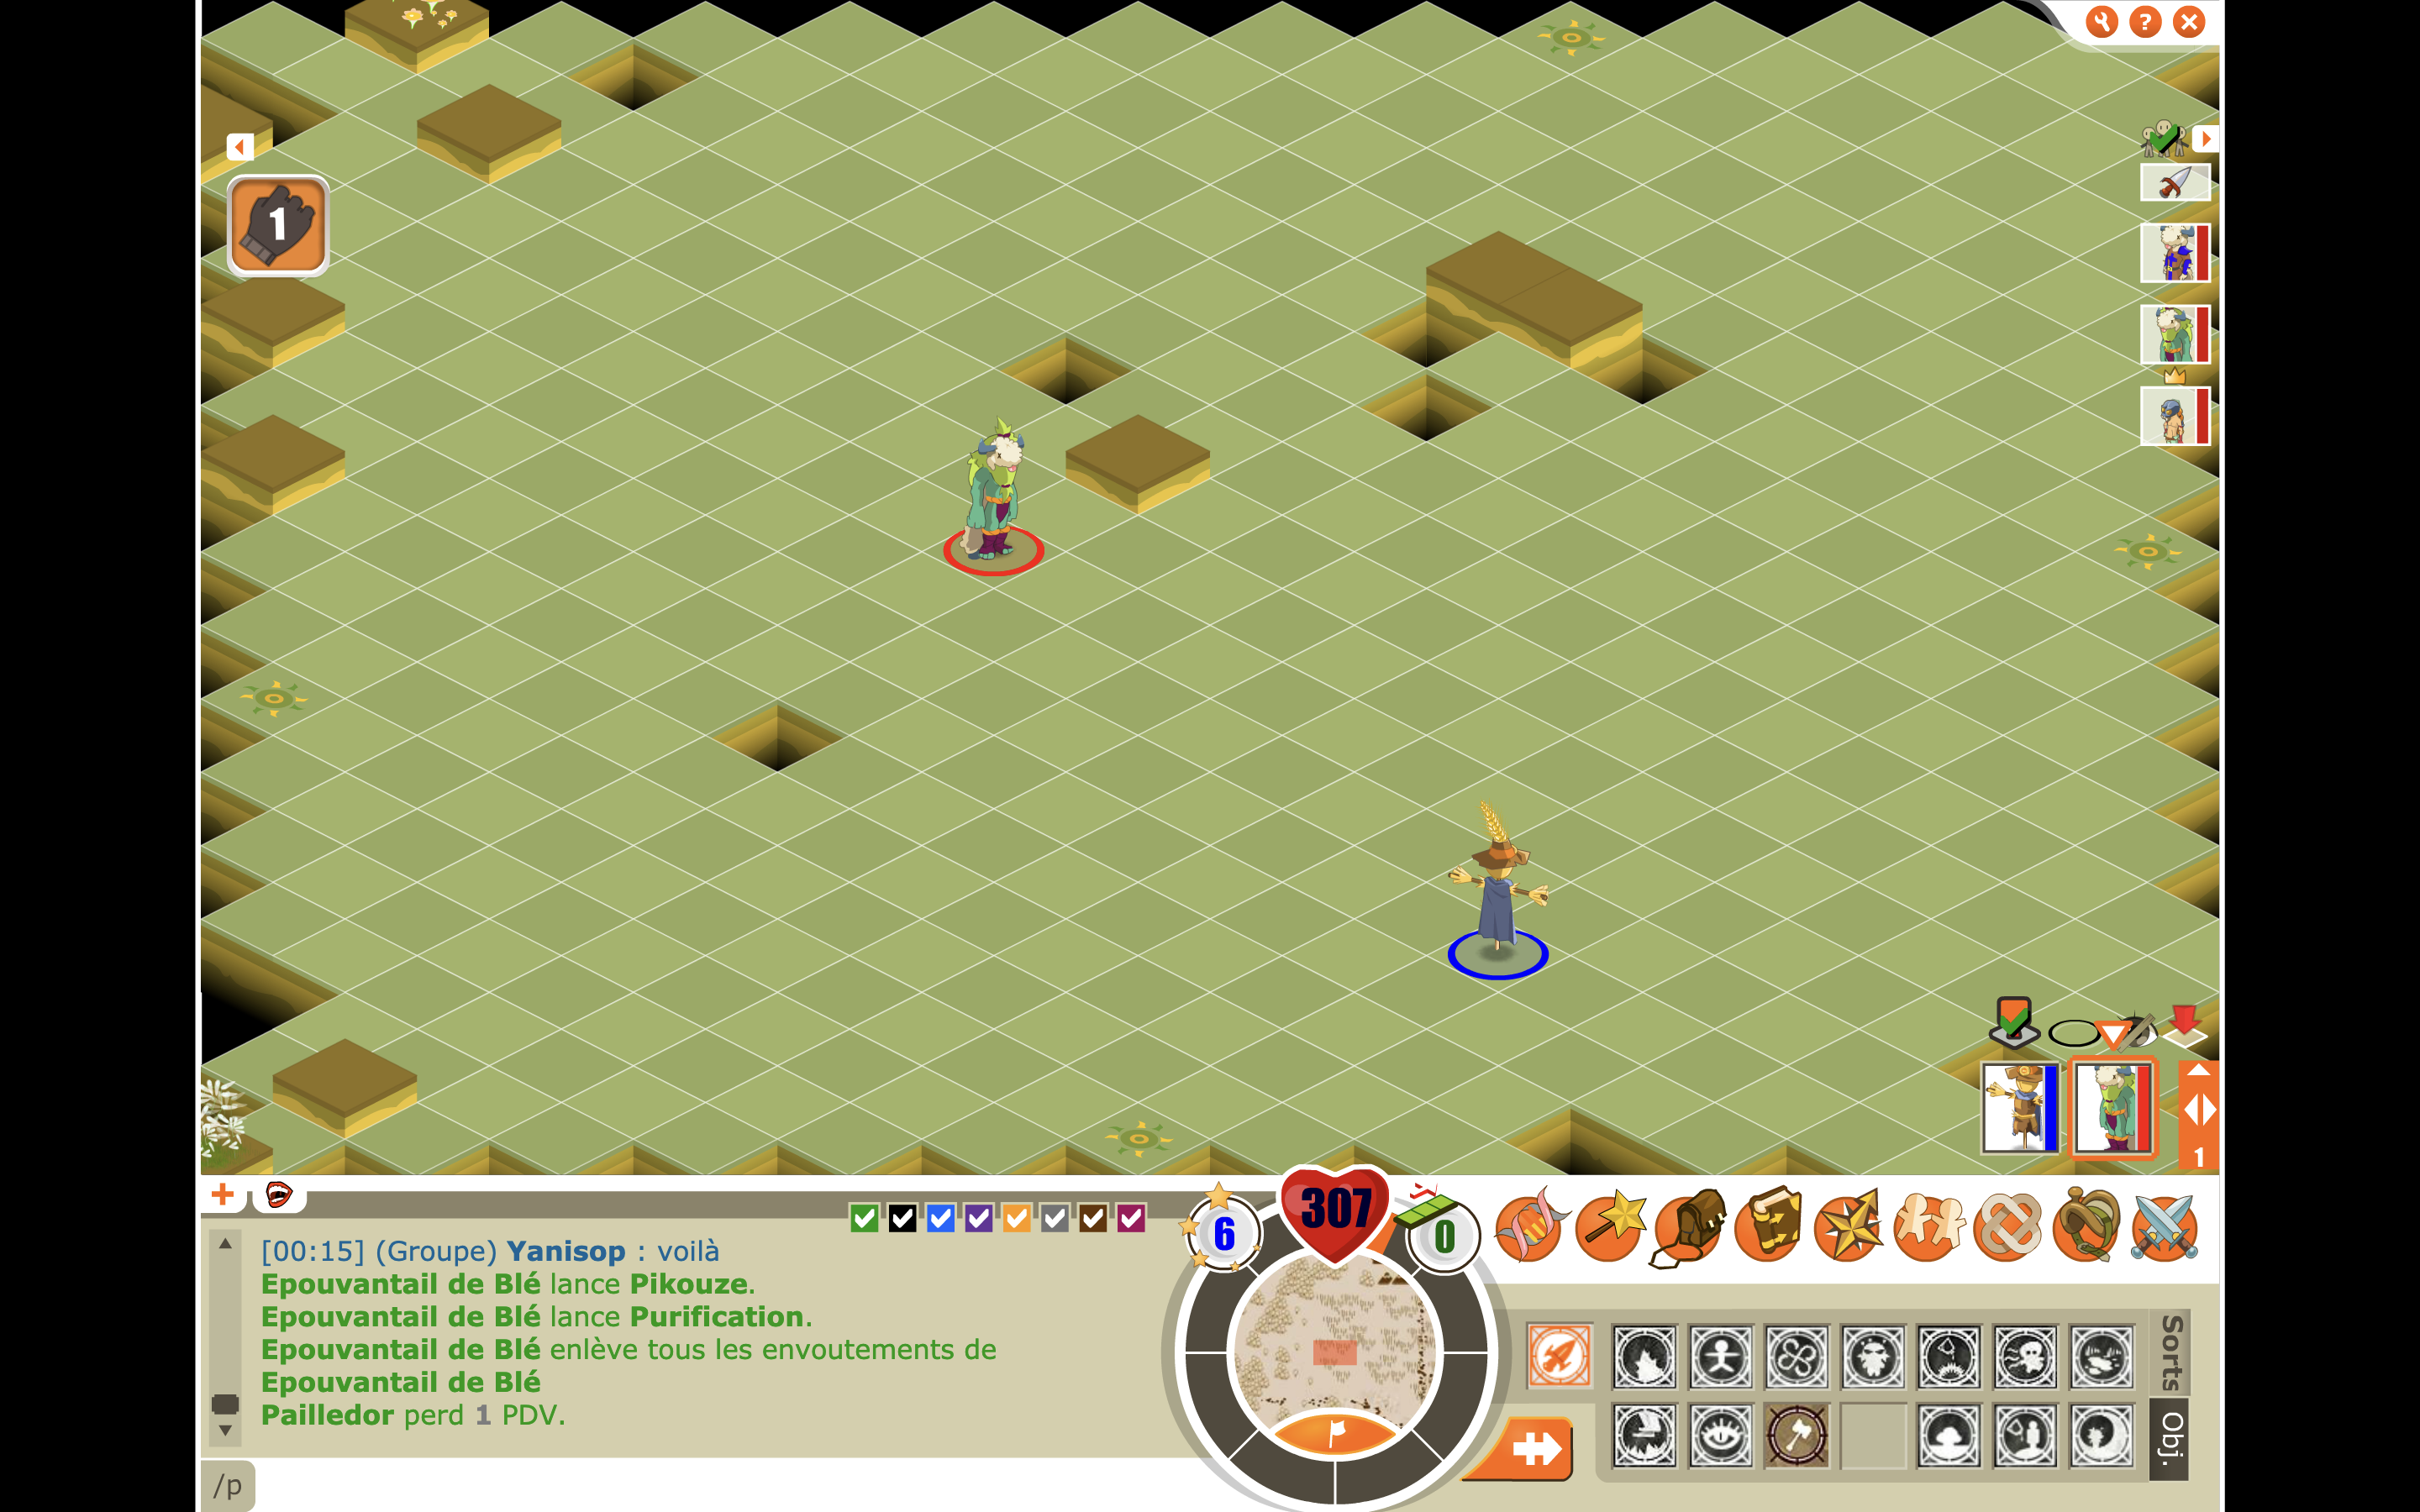 ?
1
1
307
6
0
[00:15] (Groupe) Yanisop : voilà
Epouvantail de Blé lance Pikouze.
Epouvantail de Blé lance Purification.
Epouvantail de Blé enlève tous les envoutements de
Epouvantail de Blé
Pailledor perd 1 PDV.
Sorts
Obj.
/p